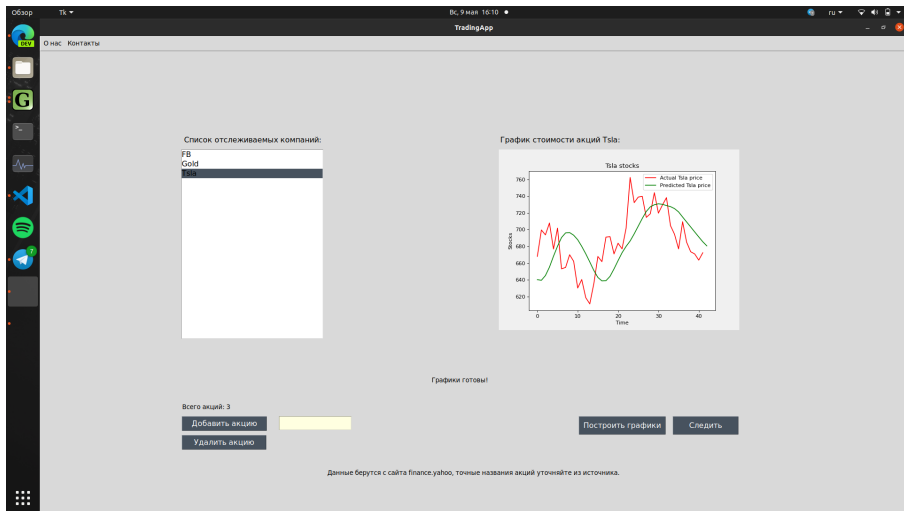 Обзор Tk Вс, 9 мая 16:10 ru
TradingApp
О нас Контакты
DEV
G
7
Список отслеживаемых компаний:
FB
Gold
Tsla
График стоимости акций Tsla:
Tsla stocks
Actual Tsla price
Predicted Tsla price
760
740
720
700
680
660
640
620
Stocks
0 10 20 30 40
Time
Графики готовы!
Всего акций: 3
Добавить акцию
Удалить акцию
Построить графики Следить
Данные берутся с сайта finance.yahoo, точные названия акций уточняйте из источника.